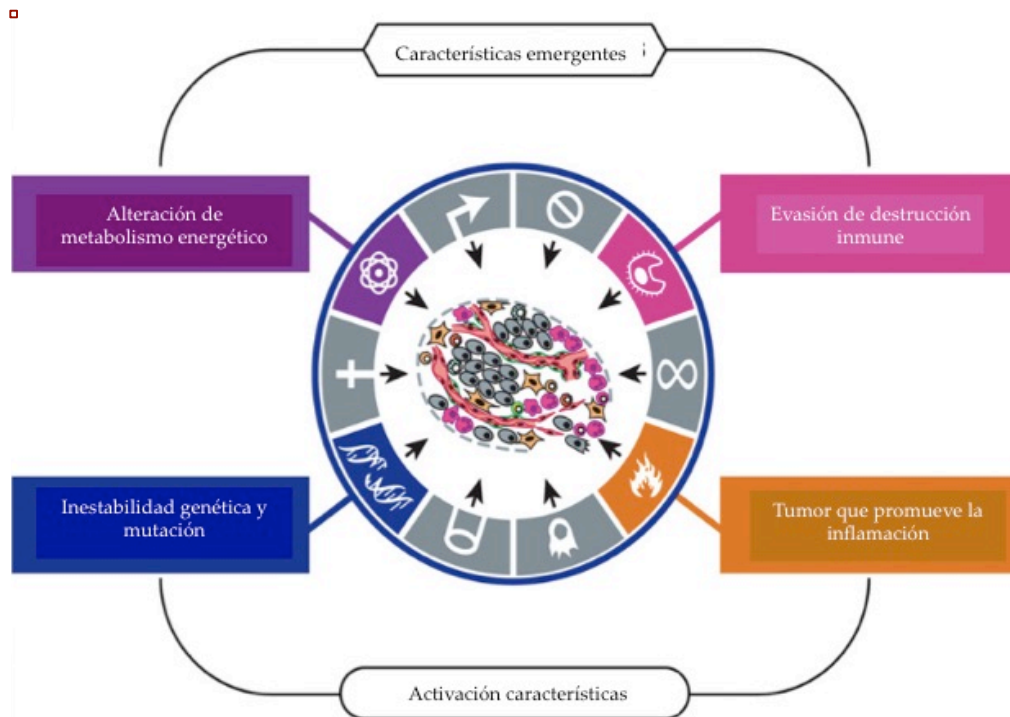 Características emergentes
Alteración de
metabolismo energético
Evasión de destrucción
inmune
Inestabilidad genética y
mutación
Tumor que promueve la
inflamación
Activación características